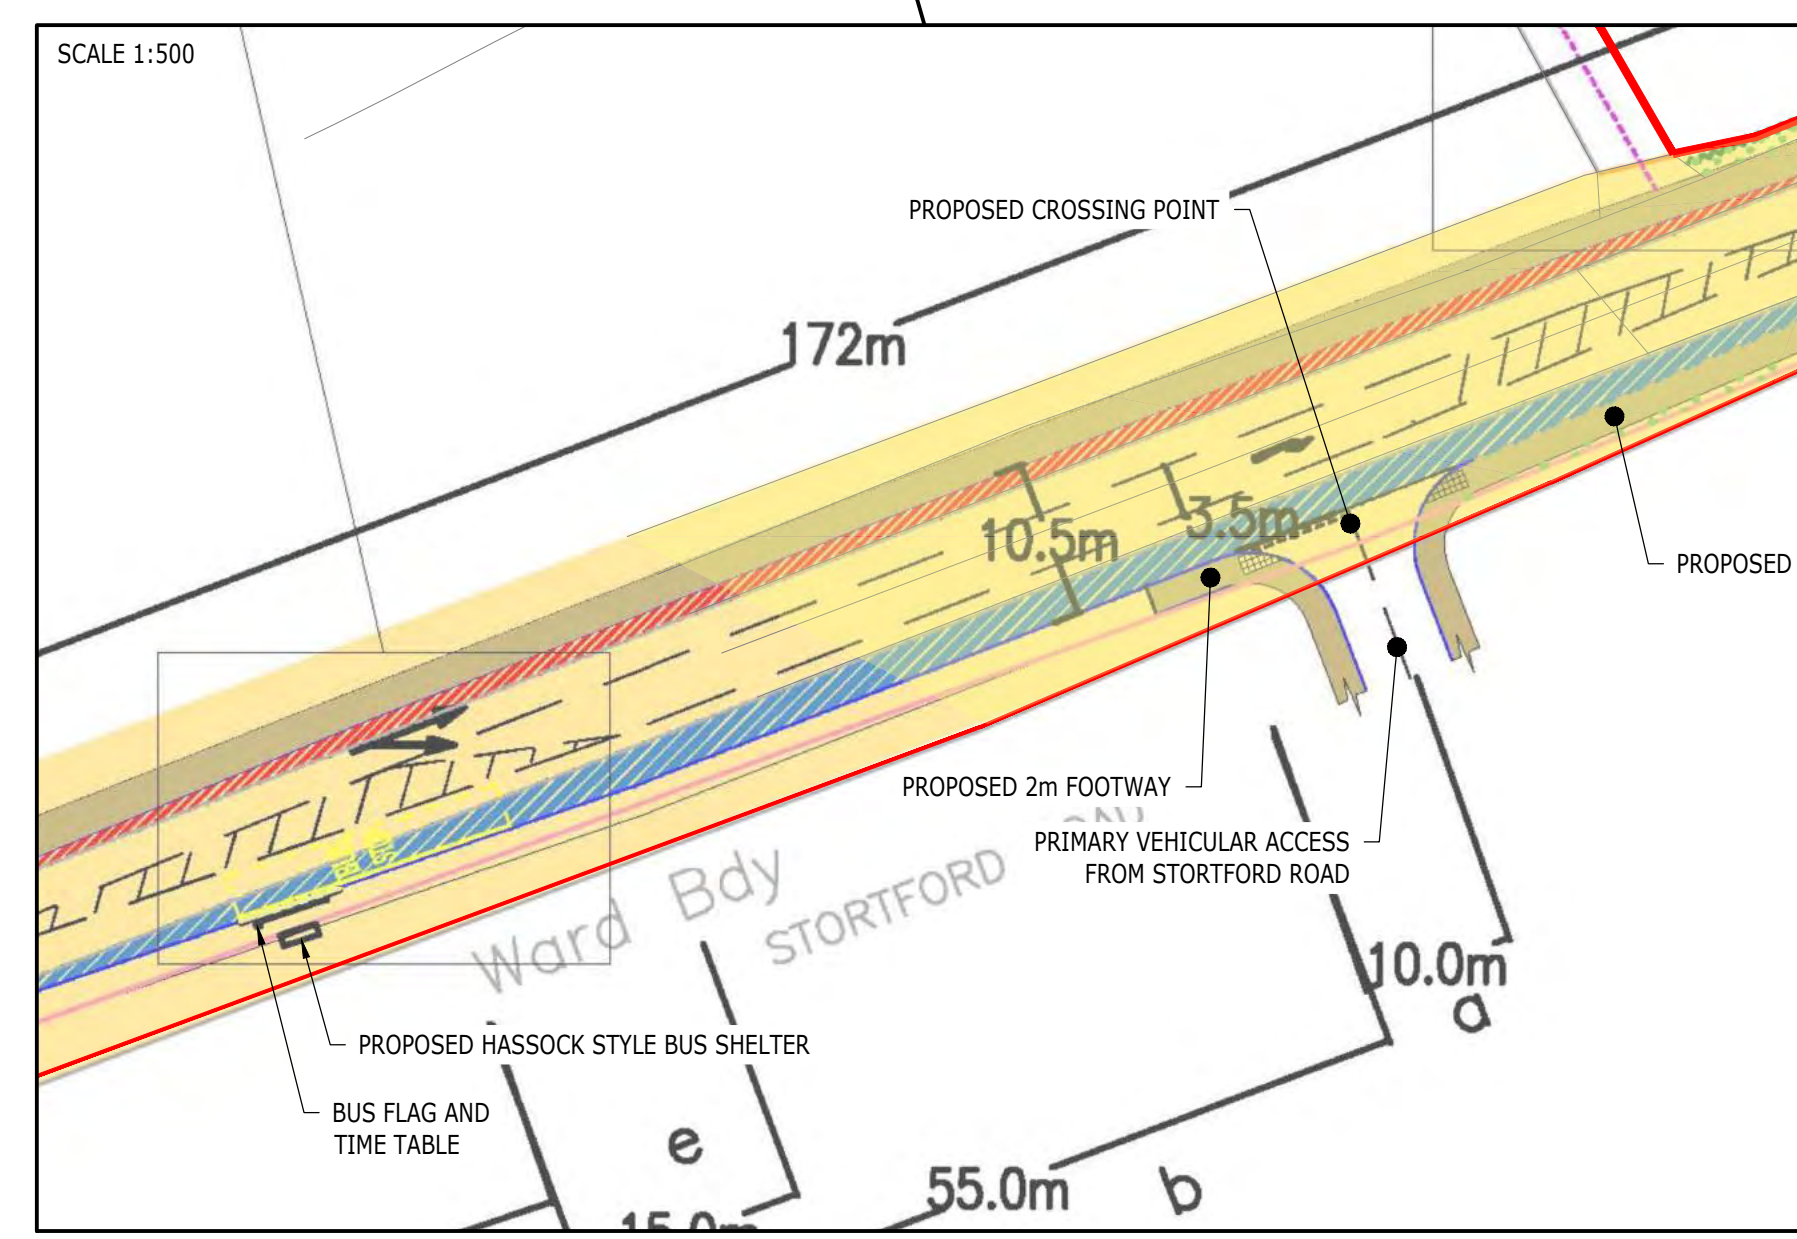 SCALE 1:500
PROPOSED CROSSING POINT
172m
10.5m
3.5m
PROPOSED
PROPOSED 2m FOOTWAY
PRIMARY VEHICULAR ACCESS
FROM STORTFORD ROAD
Ward Bdy
STORTFORD
10.0m
a
PROPOSED HASSOCK STYLE BUS SHELTER
BUS FLAG AND
TIME TABLE
e
55.0m
b
15.0m